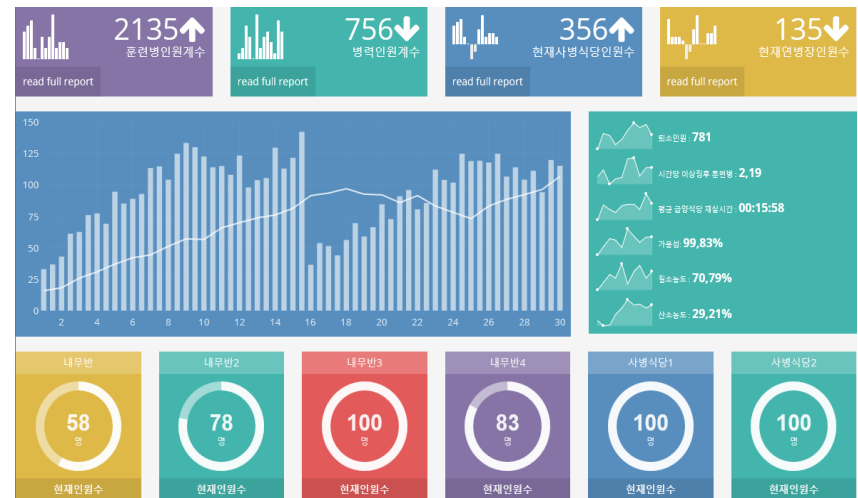 2135
훈련병인원계수
read full report
756
병력인원계수
read full report
356
현재사병식당인원수
read full report
135
현재연병장인원수
read full report
150
125
100
75
50
25
0
2 4 6 8 10 12 14 16 18 20 22 24 26 28 30
퇴소인원 : 781
시간당 이상징후 훈련병 : 2,19
평균 급양식당 재실시간 : 00:15:58
가용성: 99,83%
질소농도 : 70,79%
산소농도 : 29,21%
내무반
58
명
현재인원수
내무반2
78
명
현재인원수
내무반3
100
명
현재인원수
내무반4
83
명
현재인원수
사병식당1
100
명
현재인원수
사병식당2
100
명
현재인원수